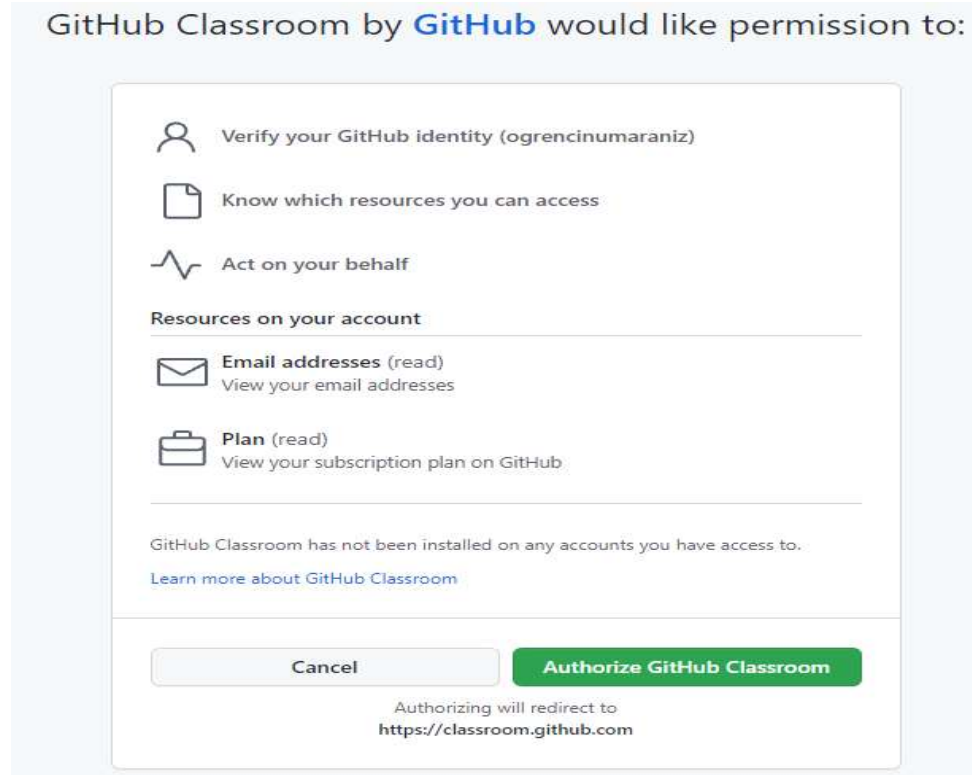 GitHub Classroom by GitHub would like permission to:
Verify your GitHub identity (ogrencinumaraniz)
Know which resources you can access
Act on your behalf
Resources on your account
Email addresses (read)
View your email addresses
Plan (read)
View your subscription plan on GitHub
GitHub Classroom has not been installed on any accounts you have access to.
Learn more about GitHub Classroom
Cancel
Authorize GitHub Classroom
Authorizing will redirect to
https://classroom.github.com